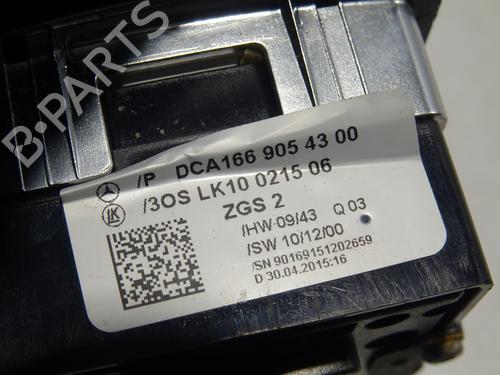 B-PARTS
/P DCA166 905 43 00
/3OS LK10 0215 06
LK
ZGS 2
/HW 09/43 Q 03
/SW 10/12/00
/SN 90169151202659
D 30.04.2015:16